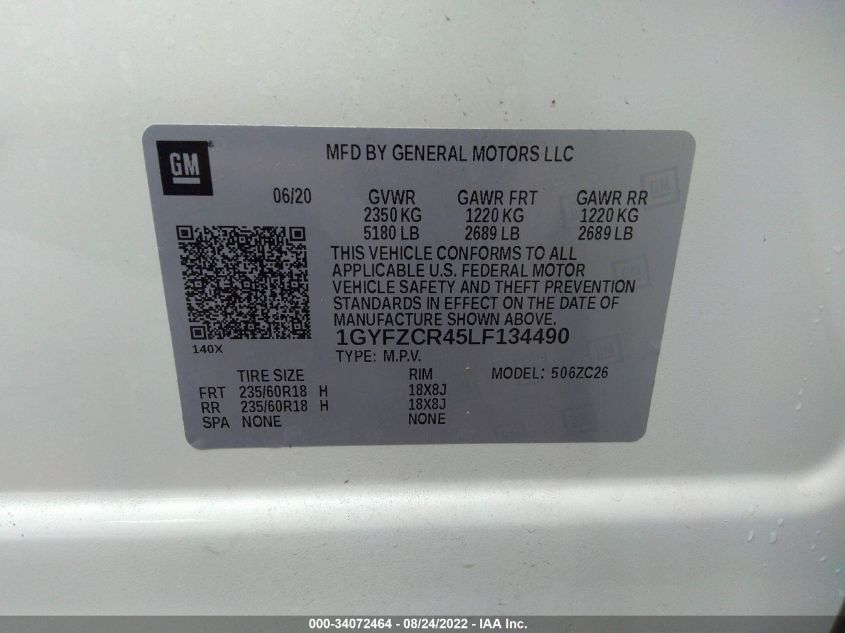 GM
MFD BY GENERAL MOTORS LLC
06/20 GVWR GAWR FRT GAWR RR
2350 KG 1220 KG 1220 KG
5180 LB 2689 LB 2689 LB
THIS VEHICLE CONFORMS TO ALL
APPLICABLE U.S. FEDERAL MOTOR
VEHICLE SAFETY AND THEFT PREVENTION
STANDARDS IN EFFECT ON THE DATE OF
MANUFACTURE SHOWN ABOVE.
140X
1GYFZCR45LF134490
TYPE: M.P.V.
TIRE SIZE RIM MODEL: 506ZC26
FRT 235/60R18 H 18X8J
RR 235/60R18 H 18X8J
SPA NONE NONE
000-34072464 - 08/24/2022 - IAA Inc.